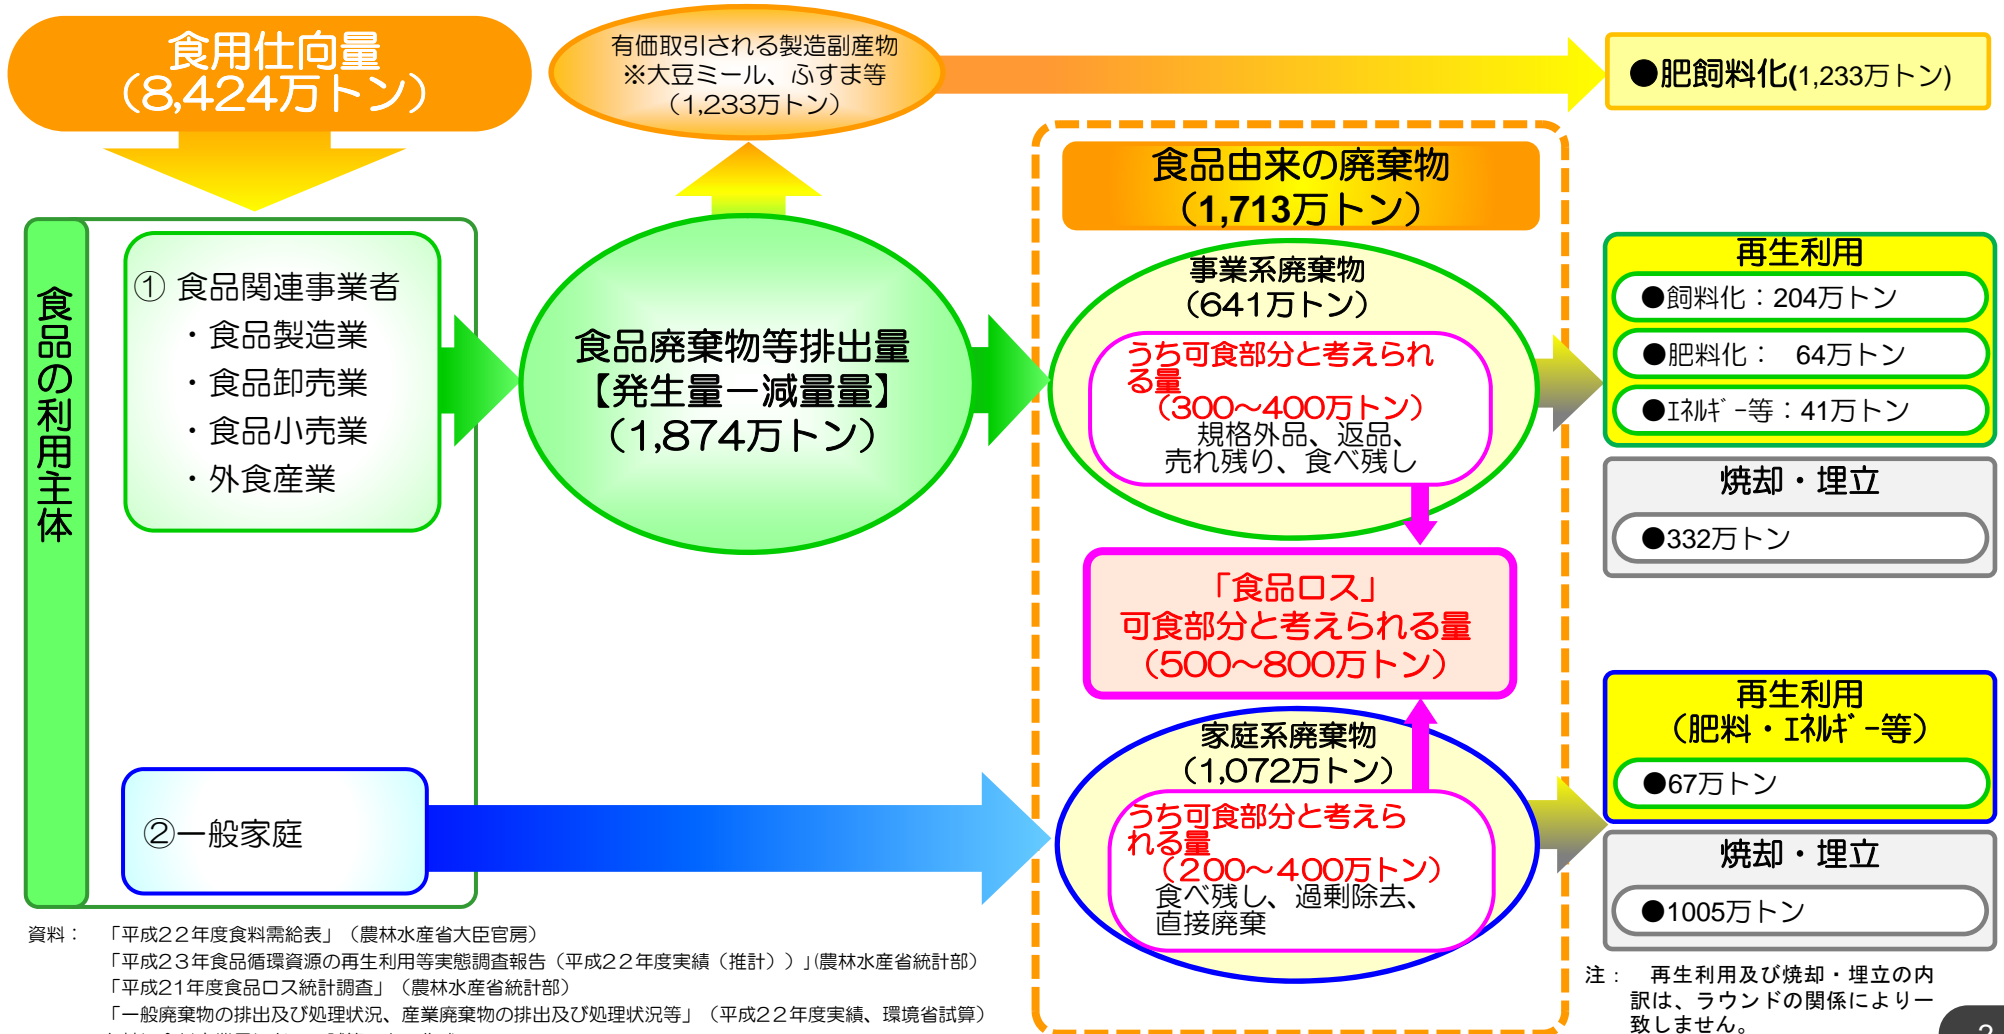 食用仕向量
（8,424万トン）
有価取引される製造副産物
※大豆ミール、ふすま等
（1,233万トン）
●肥飼料化(1,233万トン)
食品の利用主体
① 食品関連事業者
・食品製造業
・食品卸売業
・食品小売業
・外食産業
②一般家庭
食品廃棄物等排出量
【発生量－減量量】
（1,874万トン）
食品由来の廃棄物
（1,713万トン）
事業系廃棄物
（641万トン）
うち可食部分と考えられ
る量
（300～400万トン）
規格外品、返品、
売れ残り、食べ残し
「食品ロス」
可食部分と考えられる量
（500～800万トン）
家庭系廃棄物
（1,072万トン）
うち可食部分と考えら
れる量
（200～400万トン）
食べ残し、過剰除去、
直接廃棄
再生利用
●飼料化：204万トン
●肥料化：　64万トン
●ｴﾈﾙｷﾞｰ等：41万トン
焼却・埋立
●332万トン
再生利用
（肥料・ｴﾈﾙｷﾞｰ等）
●67万トン
焼却・埋立
●1005万トン
資料：　「平成２２年度食料需給表」（農林水産省大臣官房）
「平成２３年食品循環資源の再生利用等実態調査報告（平成２２年度実績（推計））」（農林水産省統計部）
「平成21年度食品ロス統計調査」（農林水産省統計部）
「一般廃棄物の排出及び処理状況、産業廃棄物の排出及び処理状況等」（平成２２年度実績、環境省試算）
注：　再生利用及び焼却・埋立の内
訳は、ラウンドの関係により一
致しません。